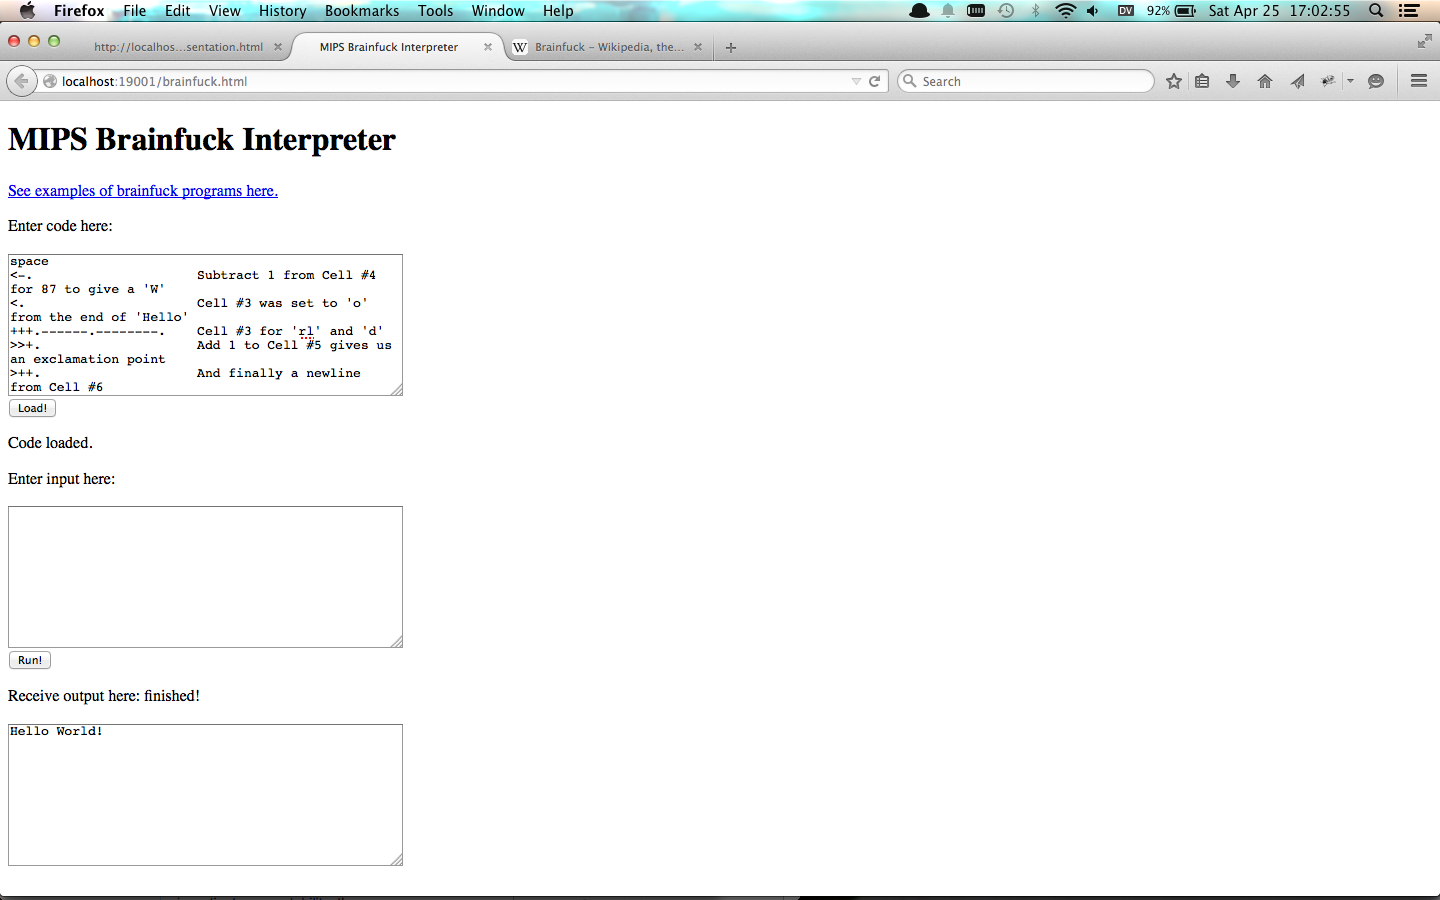 Firefox File Edit View History Bookmarks Tools Window Help DV 92% Sat Apr 25 17:02:55
http://localhos...sentation.html MIPS Brainfuck Interpreter W Brainfuck – Wikipedia, the...
localhost:19001/brainfuck.html Search
MIPS Brainfuck Interpreter
See examples of brainfuck programs here.
Enter code here:
space
<-. Subtract 1 from Cell #4
for 87 to give a 'W'
<. Cell #3 was set to 'o'
from the end of 'Hello'
+++.------.--------. Cell #3 for 'rl' and 'd'
>>+. Add 1 to Cell #5 gives us
an exclamation point
>++. And finally a newline
from Cell #6
Load!
Code loaded.
Enter input here:
Run!
Receive output here: finished!
Hello World!